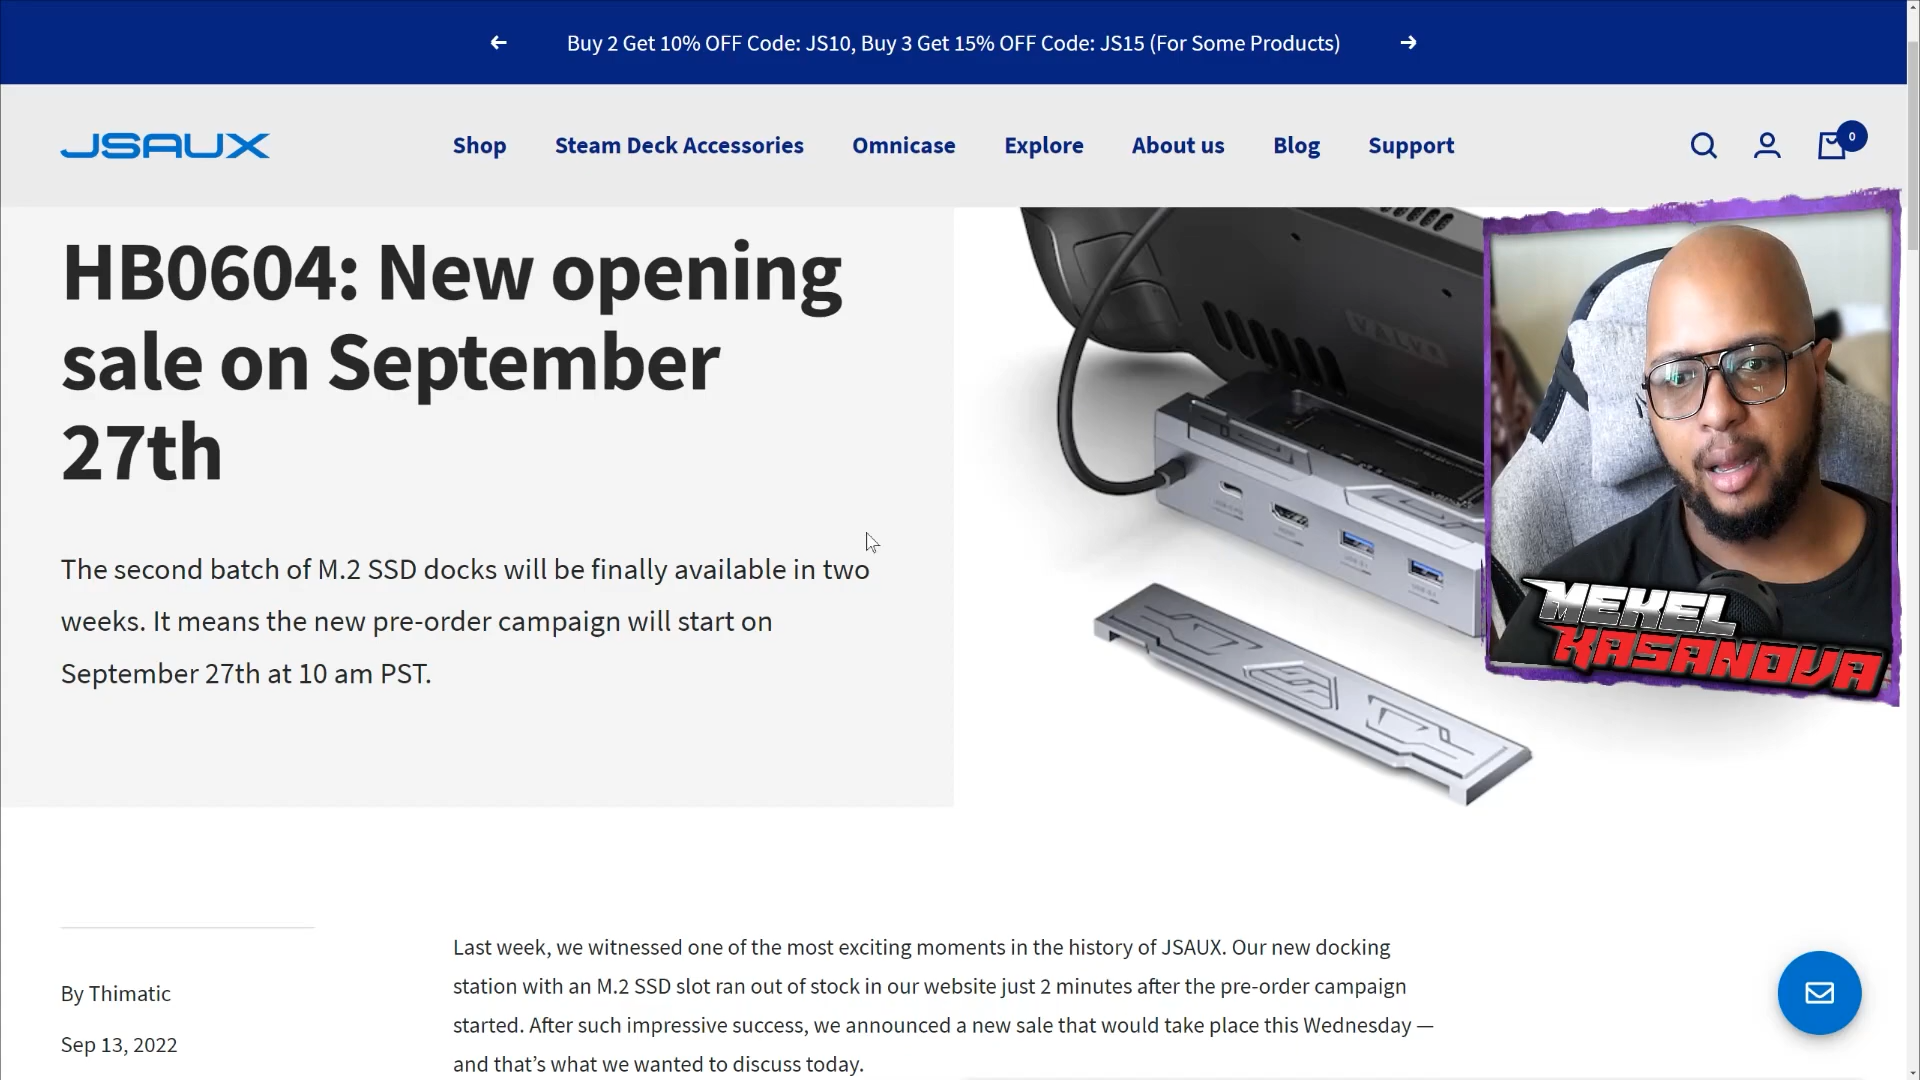 Buy 2 Get 10% OFF Code: JS10, Buy 3 Get 15% OFF Code: JS15 (For Some Products)
JSAUX
Shop
Steam Deck Accessories
Omnicase
Explore
About us
Blog
Support
0
HB0604: New opening
sale on September
27th
The second batch of M.2 SSD docks will be finally available in two
weeks. It means the new pre-order campaign will start on
September 27th at 10 am PST.
VALVE
MEKEL
KASANOVA
By Thimatic
Sep 13, 2022
Last week, we witnessed one of the most exciting moments in the history of JSAUX. Our new docking
station with an M.2 SSD slot ran out of stock in our website just 2 minutes after the pre-order campaign
started. After such impressive success, we announced a new sale that would take place this Wednesday —
and that’s what we wanted to discuss today.